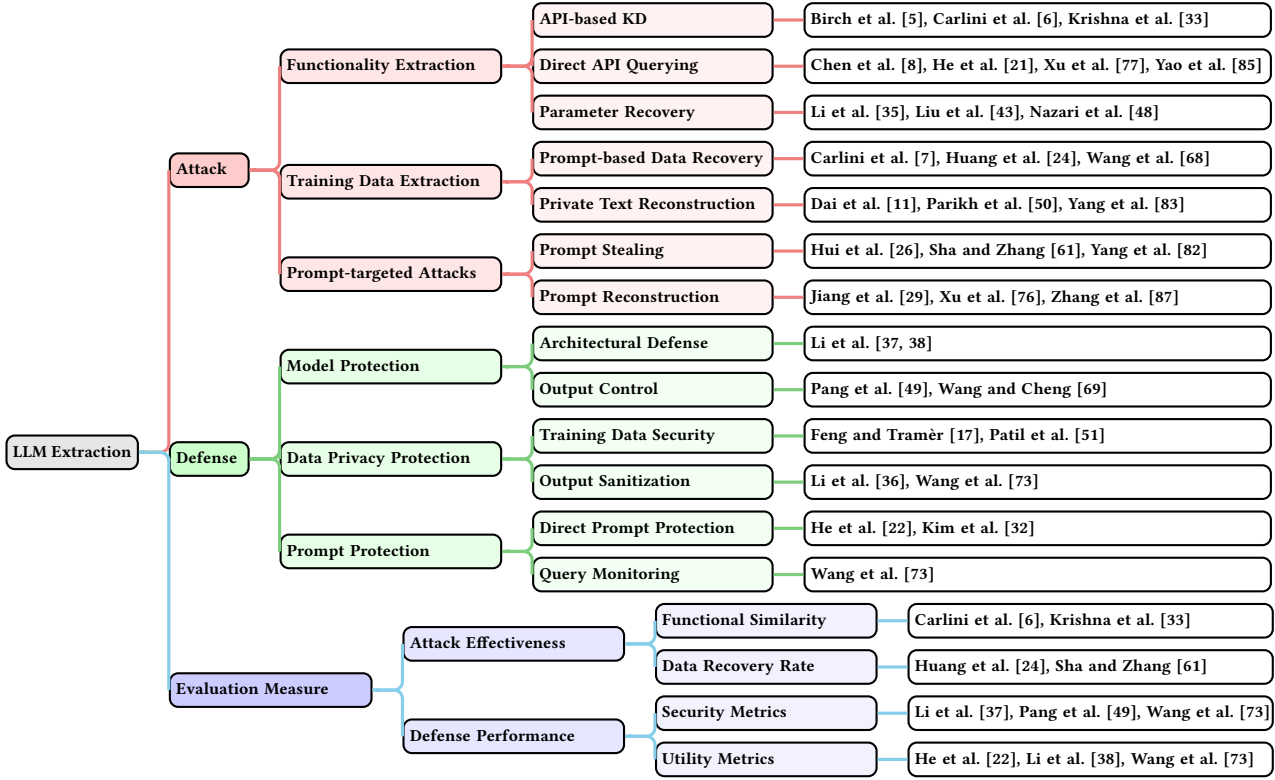 LLM Extraction
Attack
Functionality Extraction
API-based KD
Birch et al. [5], Carlini et al. [6], Krishna et al. [33]
Direct API Querying
Chen et al. [8], He et al. [21], Xu et al. [77], Yao et al. [85]
Parameter Recovery
Li et al. [35], Liu et al. [43], Nazari et al. [48]
Training Data Extraction
Prompt-based Data Recovery
Carlini et al. [7], Huang et al. [24], Wang et al. [68]
Private Text Reconstruction
Dai et al. [11], Parikh et al. [50], Yang et al. [83]
Prompt-targeted Attacks
Prompt Stealing
Hui et al. [26], Sha and Zhang [61], Yang et al. [82]
Prompt Reconstruction
Jiang et al. [29], Xu et al. [76], Zhang et al. [87]
Defense
Model Protection
Architectural Defense
Li et al. [37, 38]
Output Control
Pang et al. [49], Wang and Cheng [69]
Data Privacy Protection
Training Data Security
Feng and Tramèr [17], Patil et al. [51]
Output Sanitization
Li et al. [36], Wang et al. [73]
Prompt Protection
Direct Prompt Protection
He et al. [22], Kim et al. [32]
Query Monitoring
Wang et al. [73]
Evaluation Measure
Attack Effectiveness
Functional Similarity
Carlini et al. [6], Krishna et al. [33]
Data Recovery Rate
Huang et al. [24], Sha and Zhang [61]
Defense Performance
Security Metrics
Li et al. [37], Pang et al. [49], Wang et al. [73]
Utility Metrics
He et al. [22], Li et al. [38], Wang et al. [73]